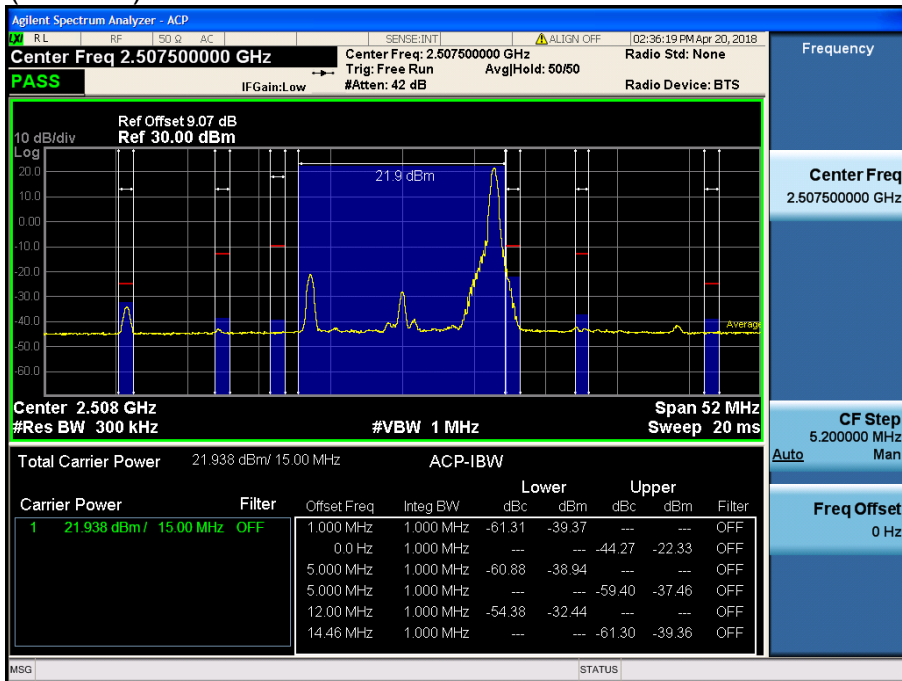 Agilent Spectrum Analyzer - ACP
LXI RL RF 50 Ω AC SENSE:INT ALIGN OFF 02:36:19 PM Apr 20, 2018
Center Freq 2.507500000 GHz
Center Freq: 2.507500000 GHz Radio Std: None
Trig: Free Run Avg|Hold: 50/50
PASS IFGain:Low #Atten: 42 dB Radio Device: BTS
Ref Offset 9.07 dB
10 dB/div Ref 30.00 dBm
Log
20.0
10.0
0.00
-10.0
-20.0
-30.0
-40.0
-50.0
-60.0
21.9 dBm
Average
Center 2.508 GHz Span 52 MHz
#Res BW 300 kHz #VBW 1 MHz Sweep 20 ms
Total Carrier Power 21.938 dBm/ 15.00 MHz ACP-IBW
Lower Upper
Carrier Power Filter Offset Freq Integ BW dBc dBm dBc dBm Filter
1 21.938 dBm / 15.00 MHz OFF 1.000 MHz 1.000 MHz -61.31 -39.37 --- --- OFF
0.0 Hz 1.000 MHz --- --- -44.27 -22.33 OFF
5.000 MHz 1.000 MHz -60.88 -38.94 --- --- OFF
5.000 MHz 1.000 MHz --- --- -59.40 -37.46 OFF
12.00 MHz 1.000 MHz -54.38 -32.44 --- --- OFF
14.46 MHz 1.000 MHz --- --- -61.30 -39.36 OFF
MSG STATUS
Frequency
Center Freq
2.507500000 GHz
CF Step
5.200000 MHz
Auto Man
Freq Offset
0 Hz